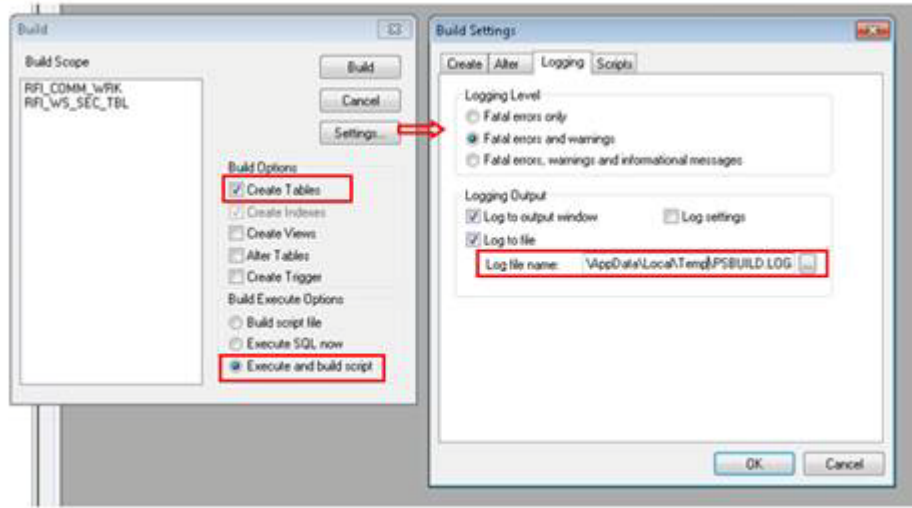 Build
Build Scope
RFI_COMM_WRK
RFI_WS_SEC_TBL
Build
Cancel
Settings...
Build Options
Create Tables
Create Indexes
Create Views
Alter Tables
Create Trigger
Build Execute Options
Build script file
Execute SQL now
Execute and build script
Build Settings
Create
Alter
Logging
Scripts
Logging Level
Fatal errors only
Fatal errors and warnings
Fatal errors, warnings and informational messages
Logging Output
Log to output window
Log settings
Log to file
Log file name:
\AppData\Local\Temp\PSBUILD.LOG
...
OK
Cancel